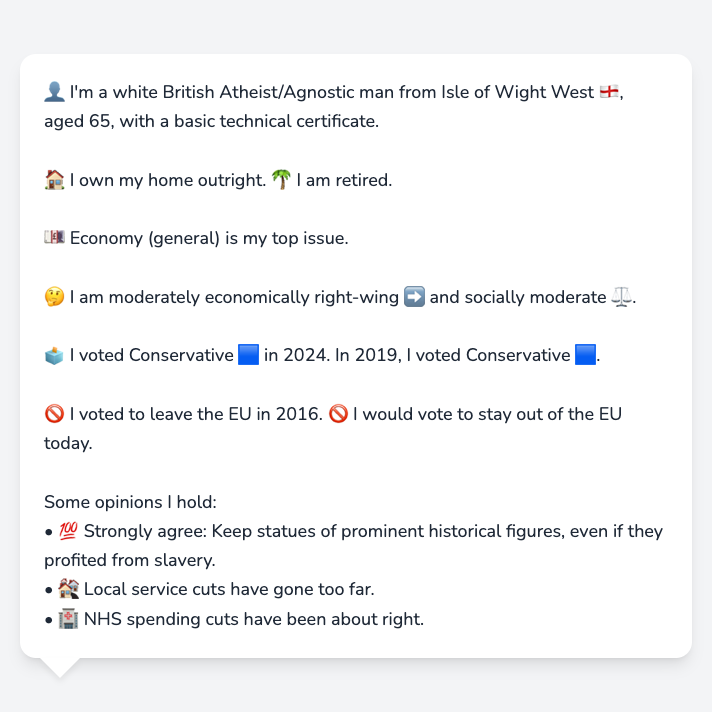 👤 I'm a white British Atheist/Agnostic man from Isle of Wight West 🏴󠁧󠁢󠁥󠁮󠁧󠁿,
aged 65, with a basic technical certificate.
🏠 I own my home outright. 🌴 I am retired.
💷 Economy (general) is my top issue.
🤔 I am moderately economically right-wing ➡️ and socially moderate ⚖️.
🗳️ I voted Conservative 🟦 in 2024. In 2019, I voted Conservative 🟦.
🚫 I voted to leave the EU in 2016. 🚫 I would vote to stay out of the EU
today.
Some opinions I hold:
• 💯 Strongly agree: Keep statues of prominent historical figures, even if they
profited from slavery.
• 🏘️ Local service cuts have gone too far.
• 🏥 NHS spending cuts have been about right.